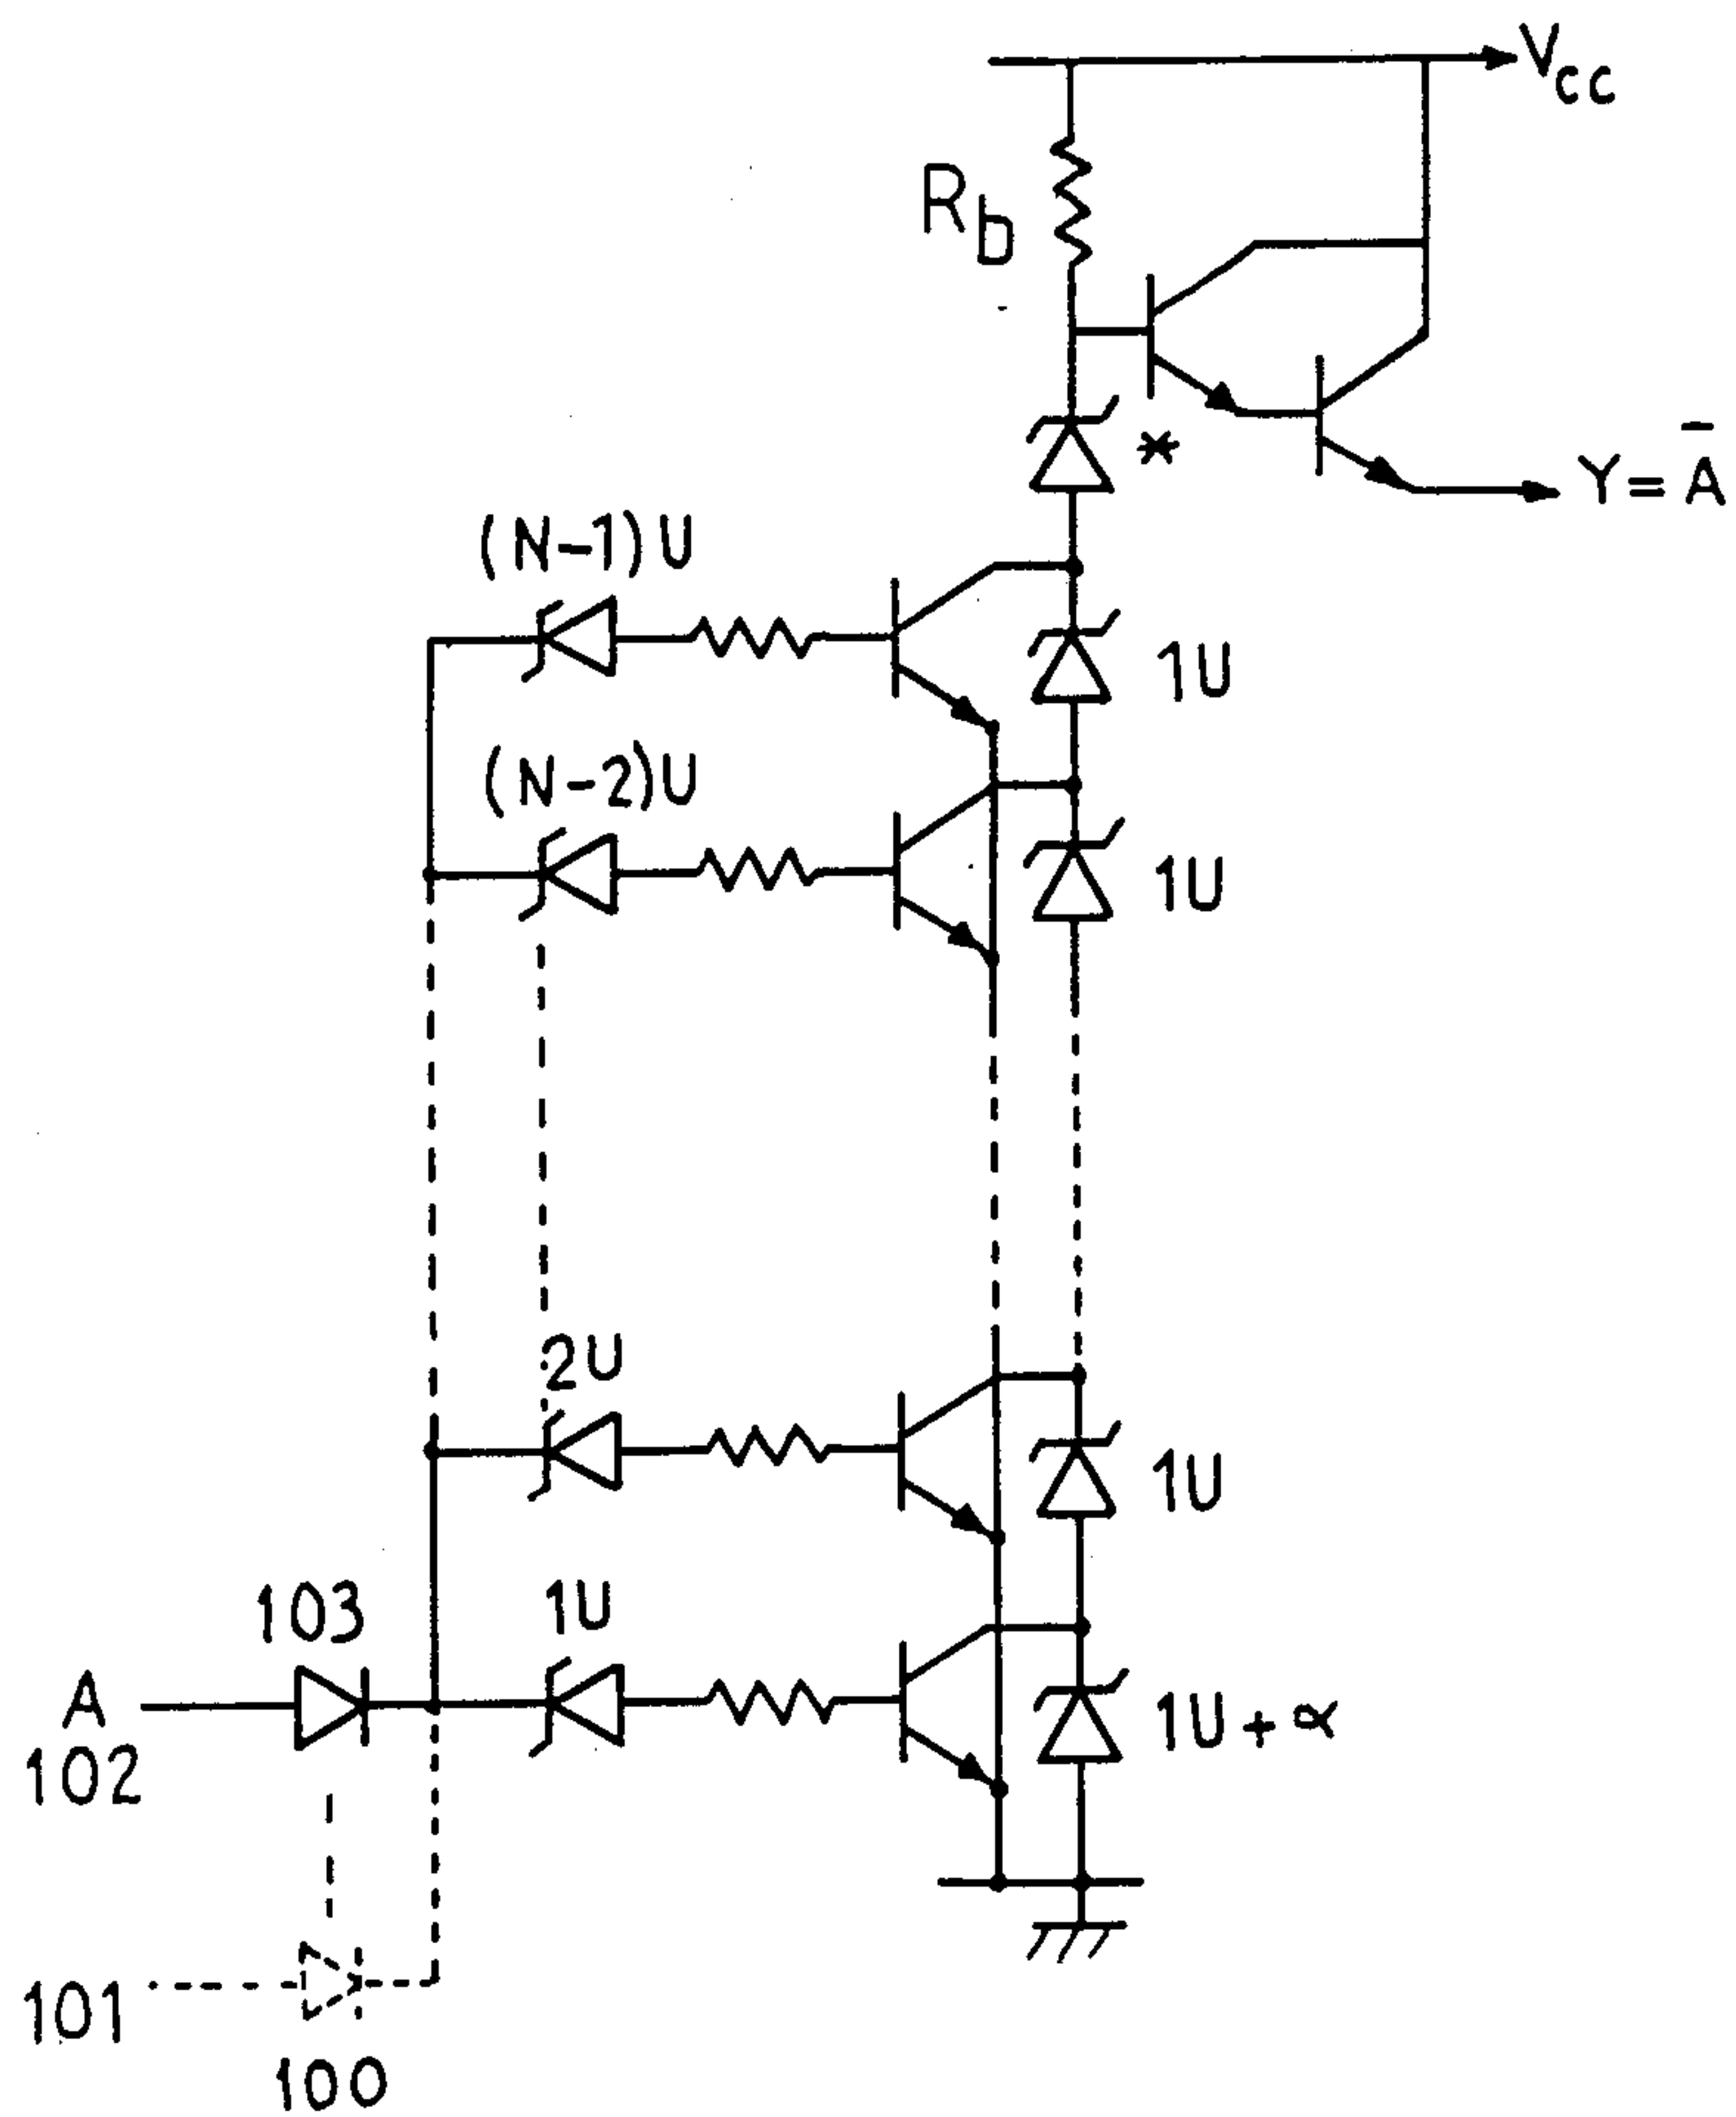 Vcc
Rb
*
Y=Ā
(N-1)U
1U
(N-2)U
1U
2U
1U
103
1U
A
102
1U+α
101
100